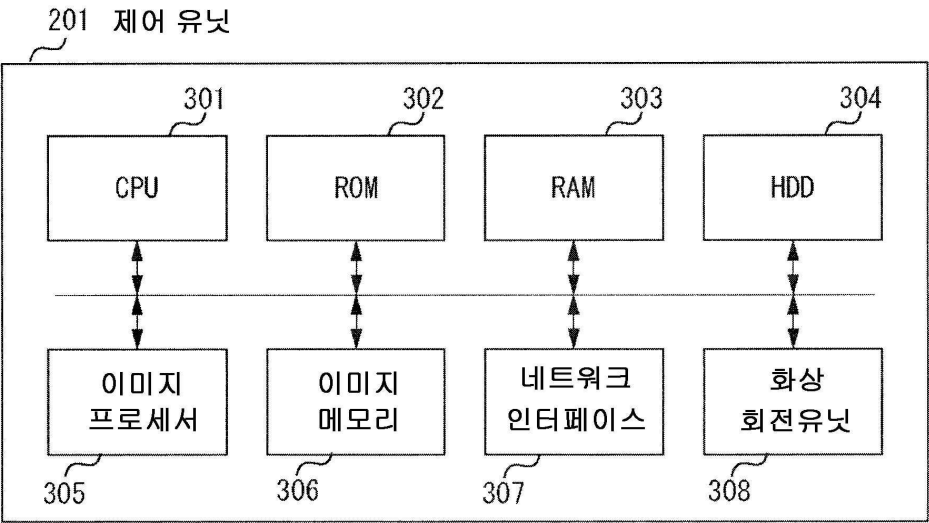 201 제어 유닛
301
302
303
304
CPU
ROM
RAM
HDD
이미지
프로세서
이미지
메모리
네트워크
인터페이스
화상
회전유닛
305
306
307
308